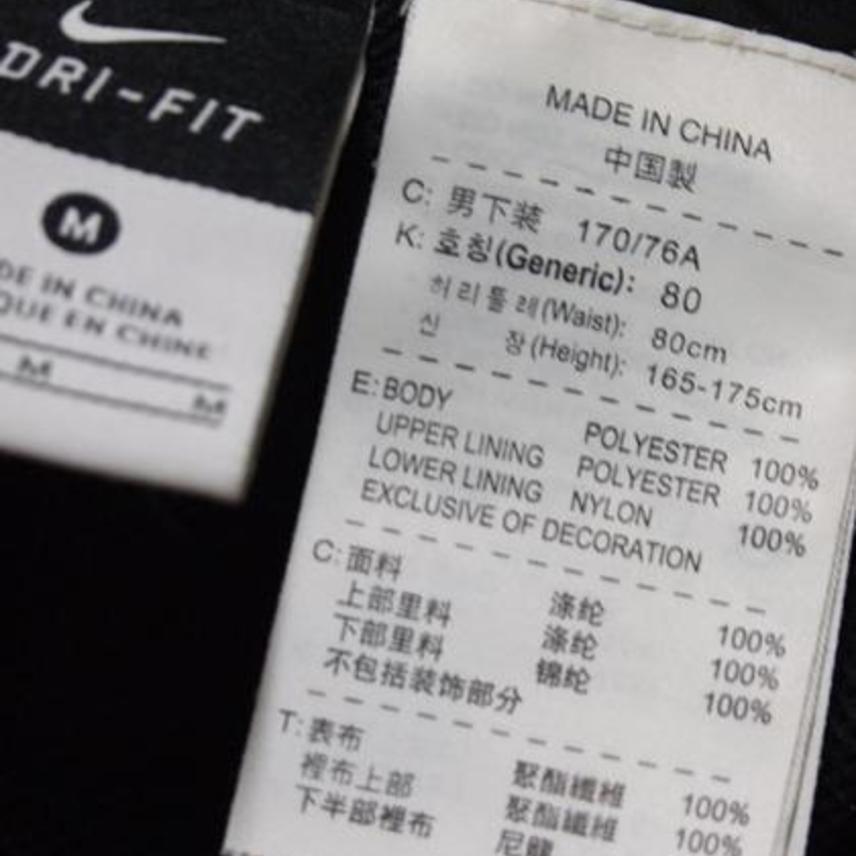 DRI-FIT
M
DE IN CHINA
QUE EN CHINE
M M
MADE IN CHINA
中国製
C: 男下装 170/76A
K: 호칭(Generic): 80
허리둘레(Waist): 80cm
신 장(Height): 165-175cm
E: BODY POLYESTER 100%
UPPER LINING POLYESTER 100%
LOWER LINING NYLON 100%
EXCLUSIVE OF DECORATION
C: 面料 涤纶 100%
上部里料 涤纶 100%
下部里料 锦纶 100%
不包括装饰部分
T: 表布 聚酯纖維 100%
裡布上部 聚酯纖維 100%
下半部裡布 尼龍